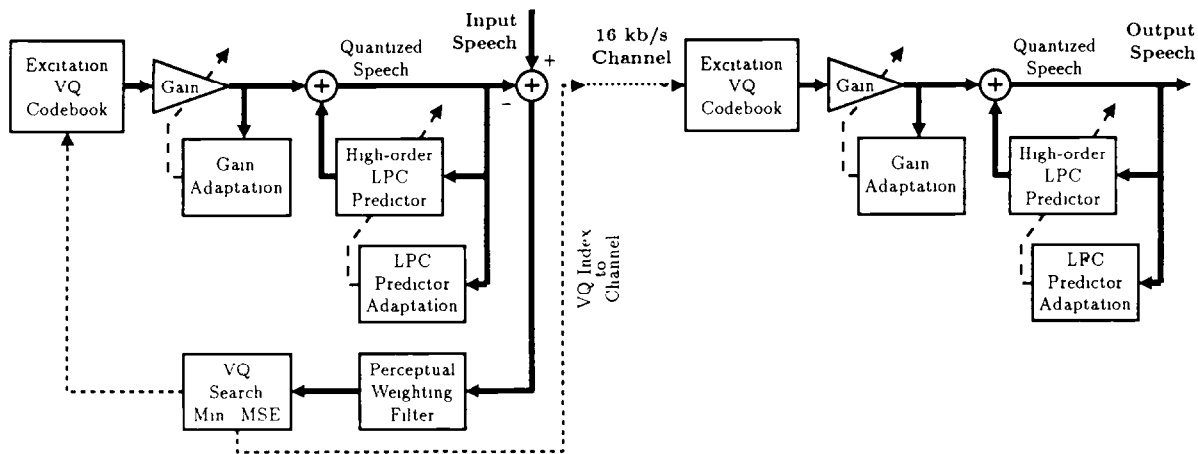 Input
Speech
+
−
Excitation
VQ
Codebook
Gain
+
Quantized
Speech
+
Gain
Adaptation
High-order
LPC
Predictor
LPC
Predictor
Adaptation
VQ
Search
Min MSE
Perceptual
Weighting
Filter
VQ Index
to
Channel
16 kb/s
Channel
Excitation
VQ
Codebook
Gain
+
Quantized
Speech
Output
Speech
Gain
Adaptation
High-order
LPC
Predictor
LPC
Predictor
Adaptation